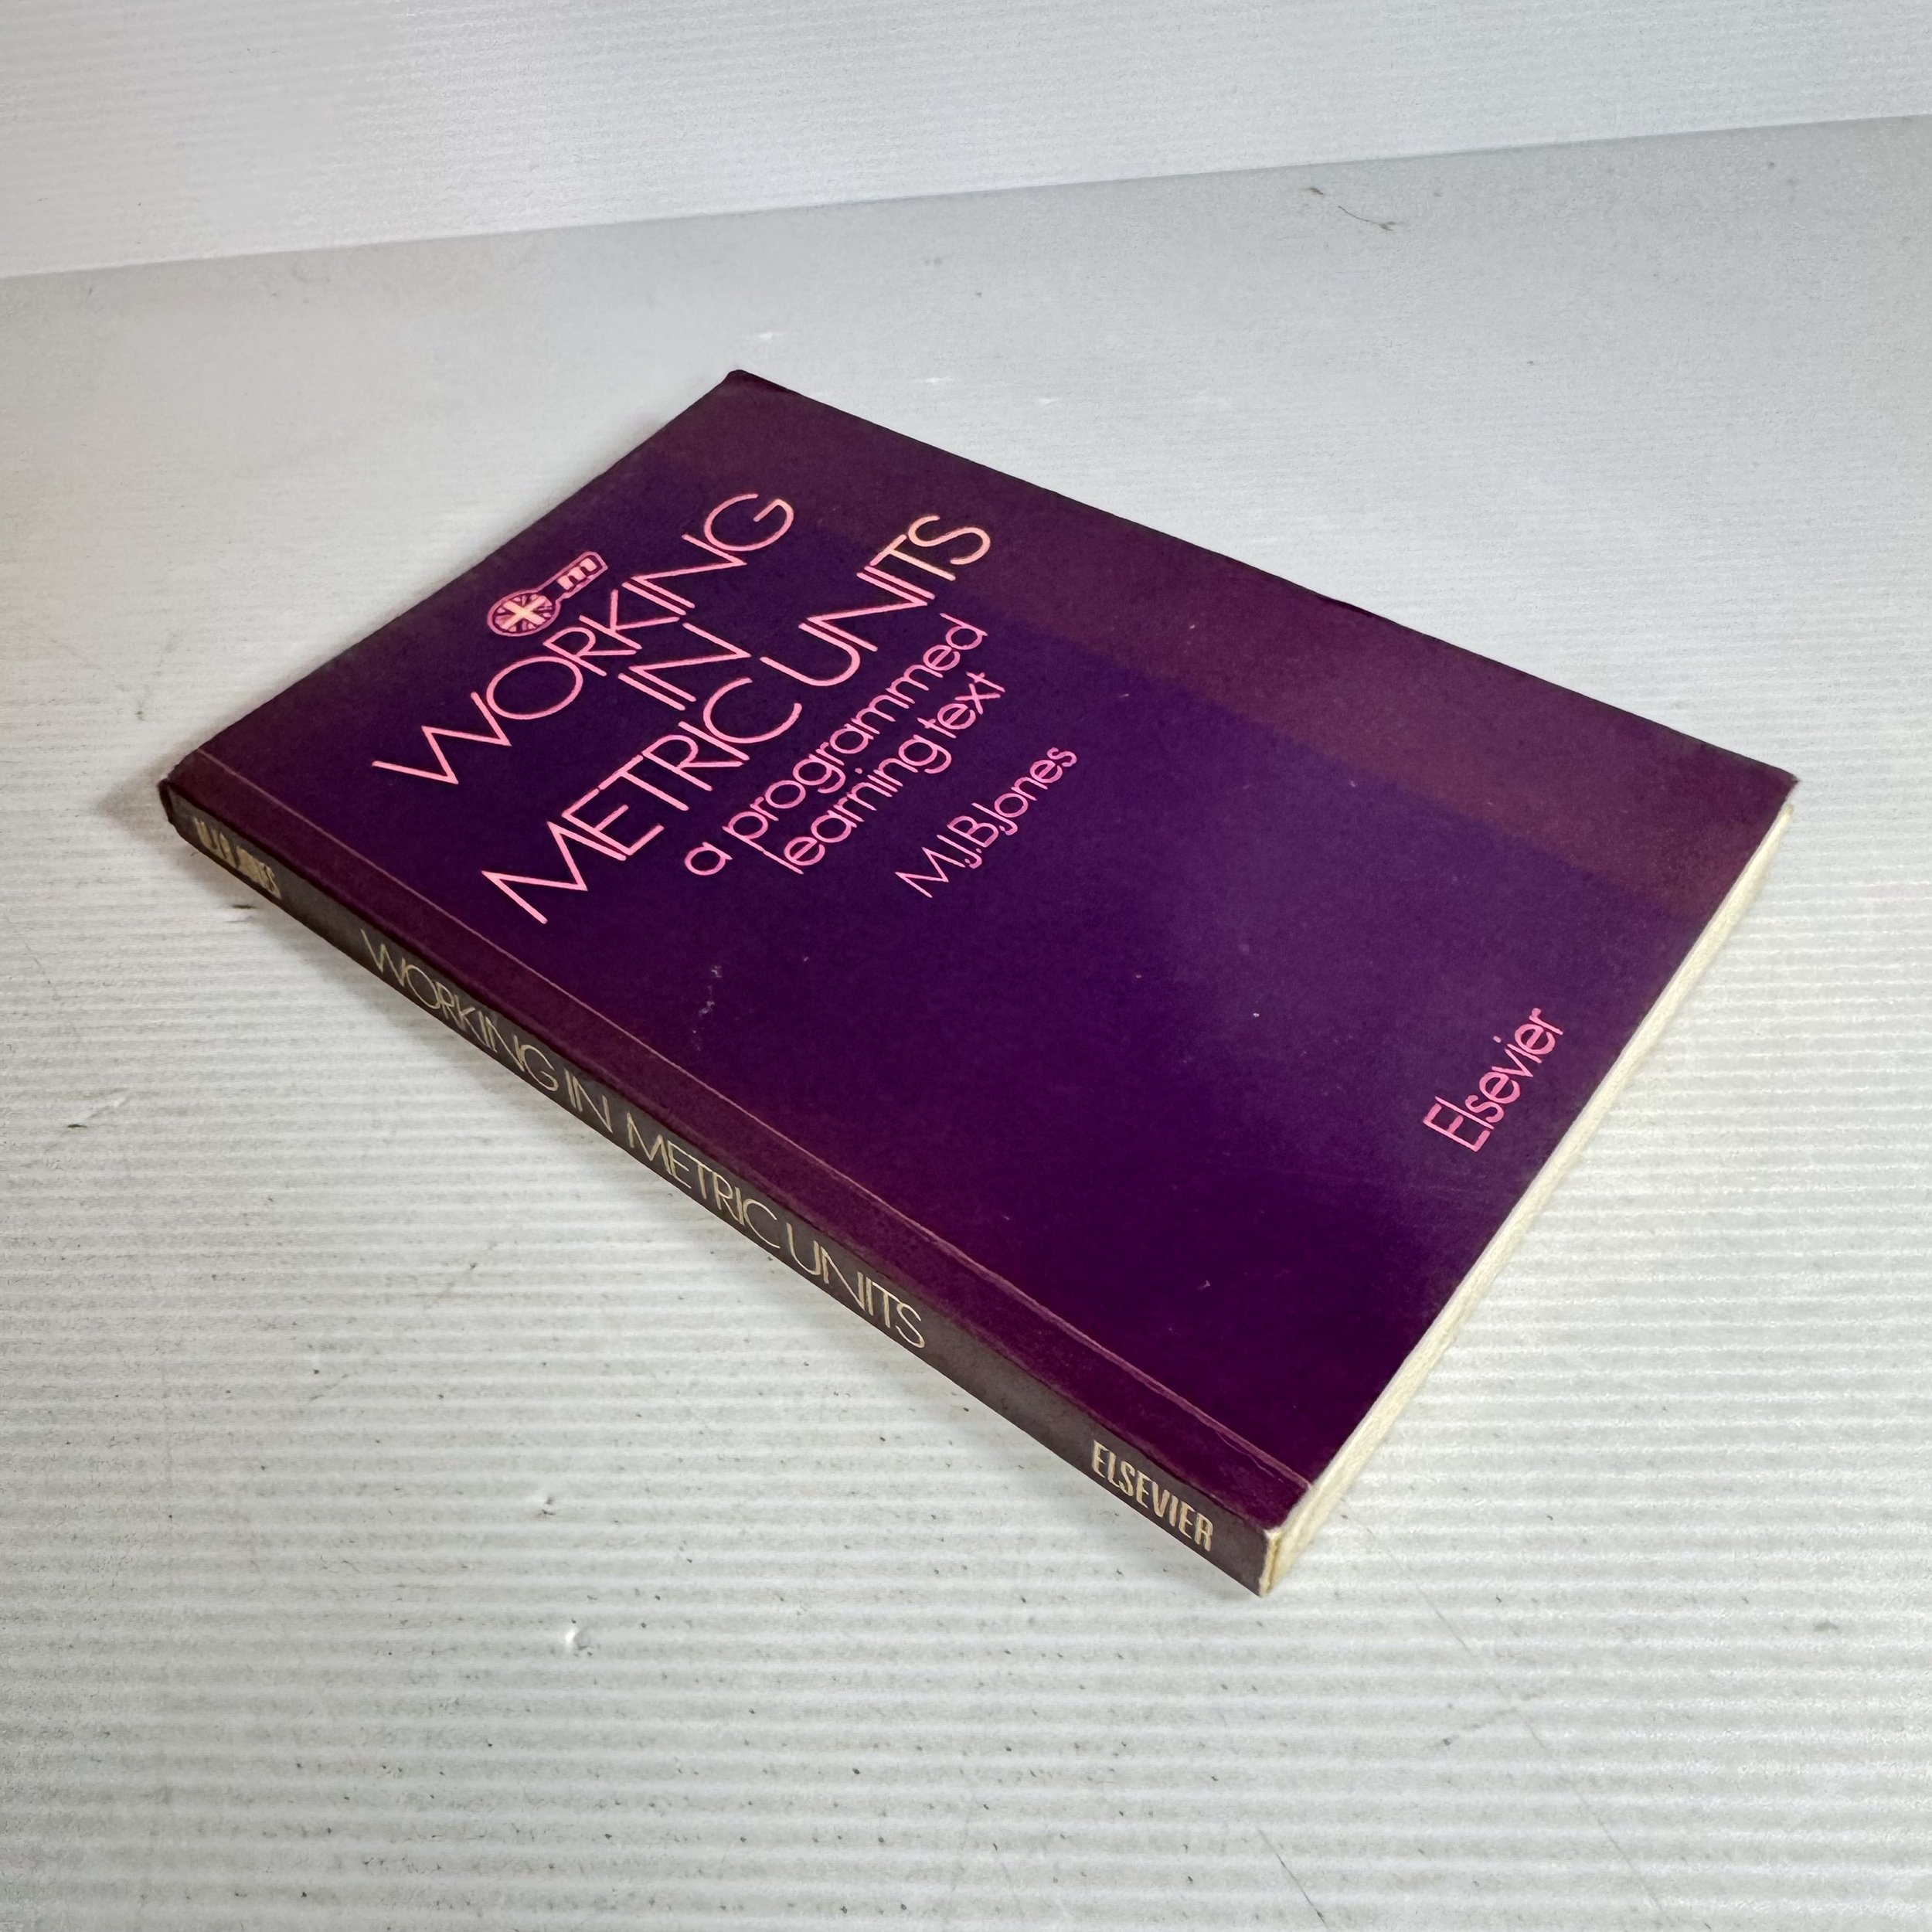 m
WORKING
IN
METRIC UNITS
a programmed
learning text
M.J.B.Jones
Elsevier
M.J.B. JONES
WORKING IN METRIC UNITS
ELSEVIER